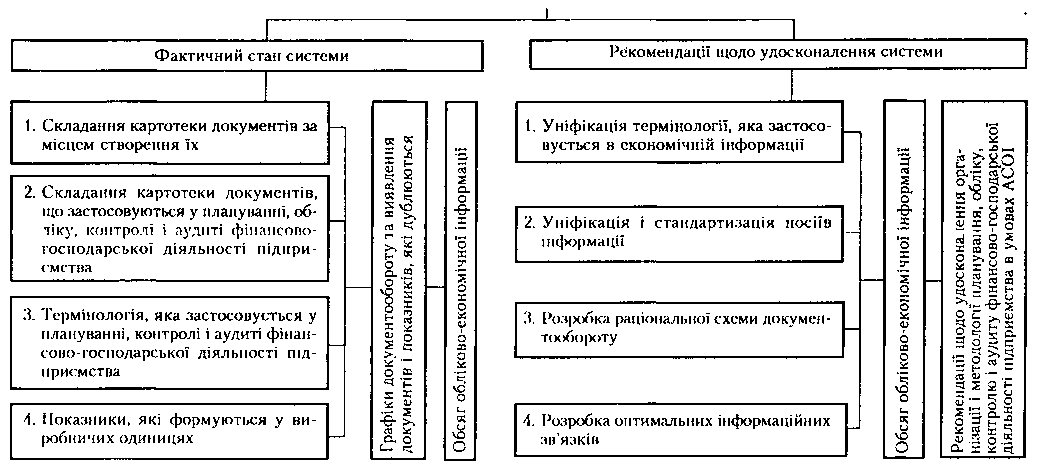 Фактичний стан системи
1. Складання картотеки документів за
місцем створення їх
2. Складання картотеки документів,
що застосовуються у плануванні, об-
ліку, контролі і аудиті фінансово-
господарської діяльності підпри-
ємства
3. Термінологія, яка застосовується у
плануванні, контролі і аудиті фінан-
сово-господарської діяльності під-
приємства
4. Показники, які формуються у ви-
робничих одиницях
Графіки документообороту та виявлення
документів і показників, які дублюються
Обсяг обліково-економічної інформації
Рекомендації щодо удосконалення системи
1. Уніфікація термінології, яка застосо-
вується в економічній інформації
2. Уніфікація і стандартизація носіїв
інформації
3. Розробка раціональної схеми докумен-
тообороту
4. Розробка оптимальних інформаційних
зв'язків
Обсяг обліково-економічної інформації
Рекомендації щодо удосконалення орга-
нізації і методології планування, обліку,
контролю і аудиту фінансово-господарської
діяльності підприємства в умовах АСОІ